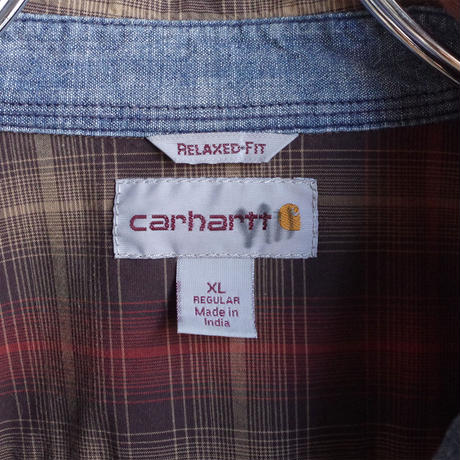 RELAXED-FIT
carhartt
XL
REGULAR
Made in
India